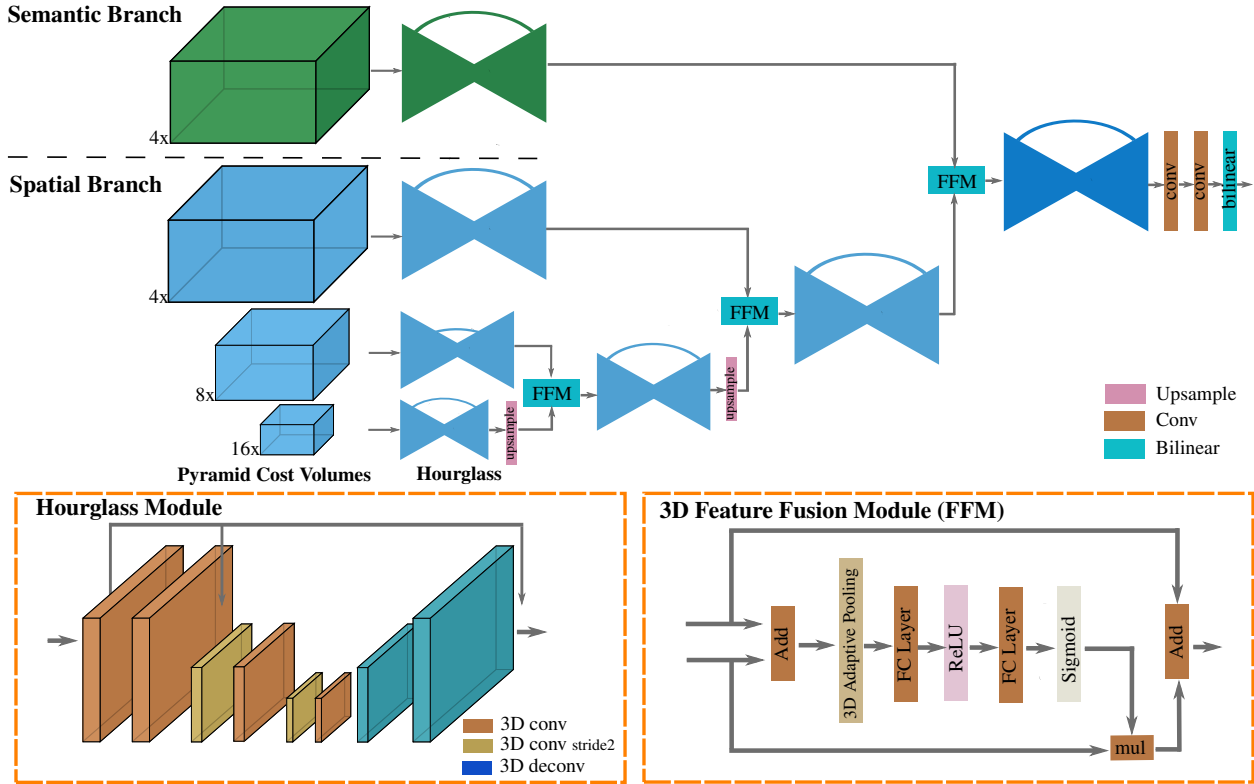 Semantic Branch
4x
Spatial Branch
4x
8x
16x
Pyramid Cost Volumes
Hourglass
upsample
FFM
upsample
FFM
FFM
conv
conv
bilinear
Upsample
Conv
Bilinear
Hourglass Module
3D conv
3D conv stride2
3D deconv
3D Feature Fusion Module (FFM)
Add
3D Adaptive Pooling
FC Layer
ReLU
FC Layer
Sigmoid
mul
Add